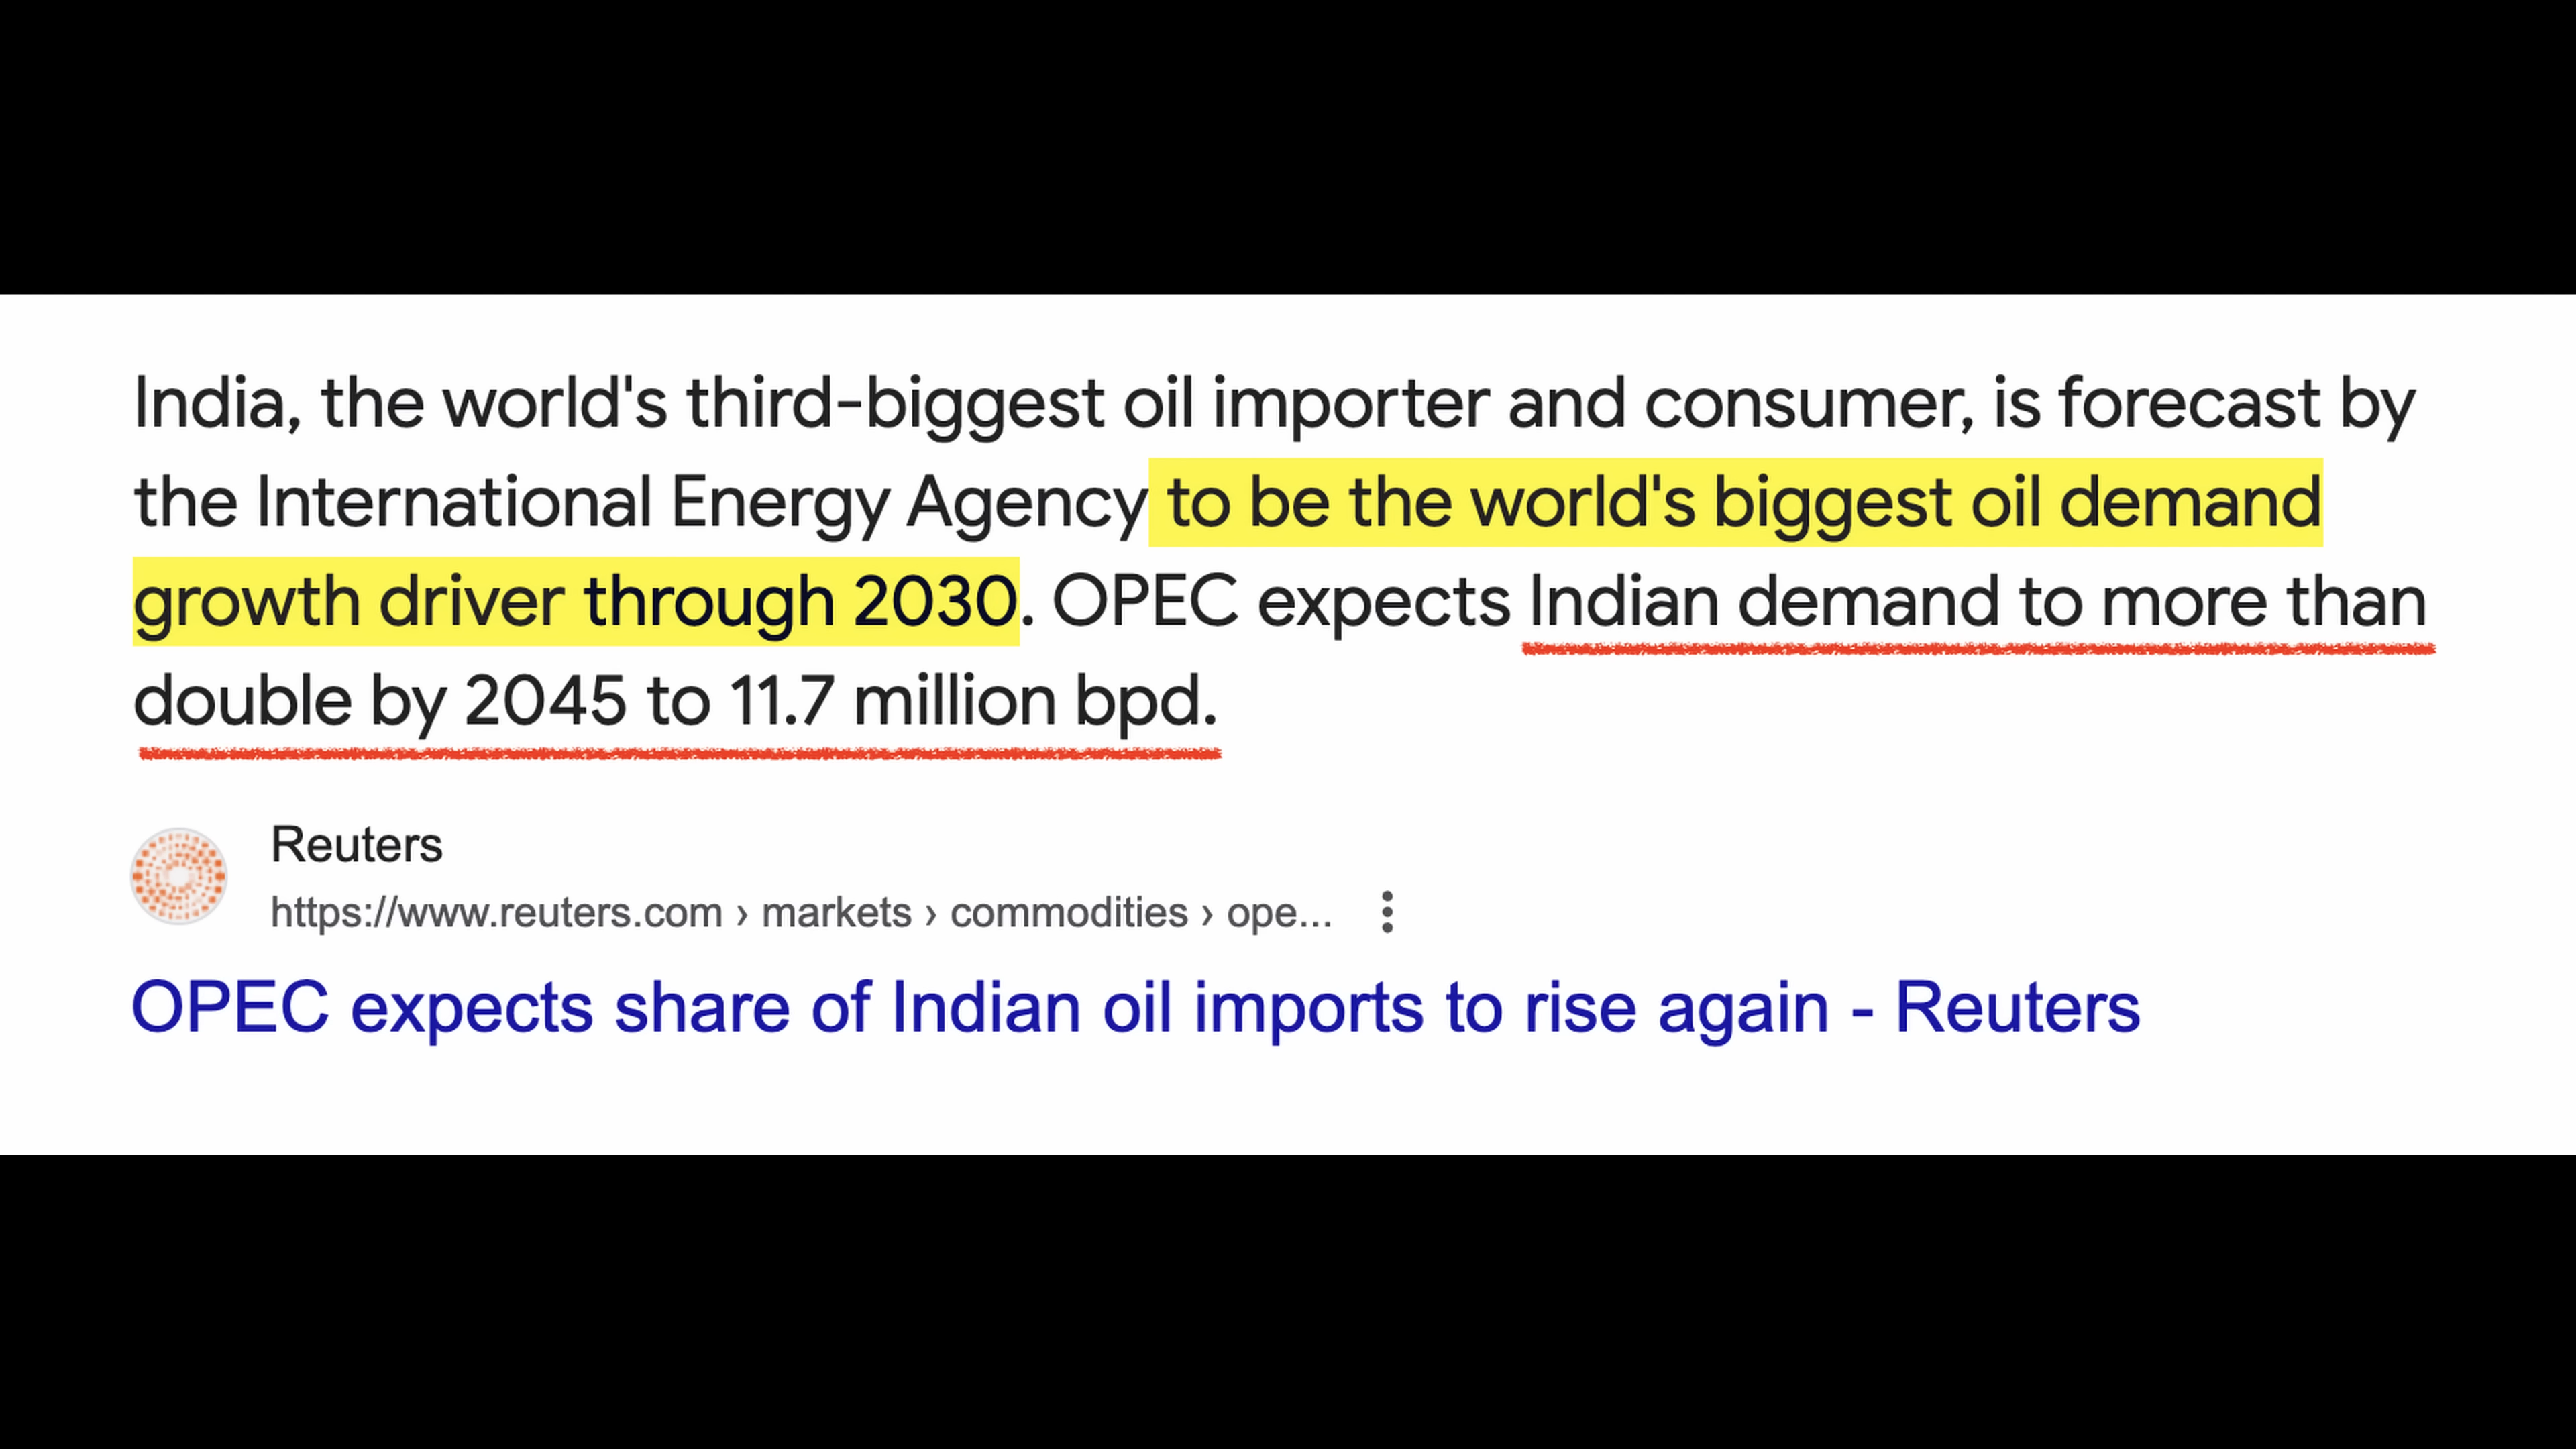 India, the world's third-biggest oil importer and consumer, is forecast by
the International Energy Agency to be the world's biggest oil demand
growth driver through 2030. OPEC expects Indian demand to more than
double by 2045 to 11.7 million bpd.
Reuters
https://www.reuters.com › markets › commodities › ope...
OPEC expects share of Indian oil imports to rise again - Reuters